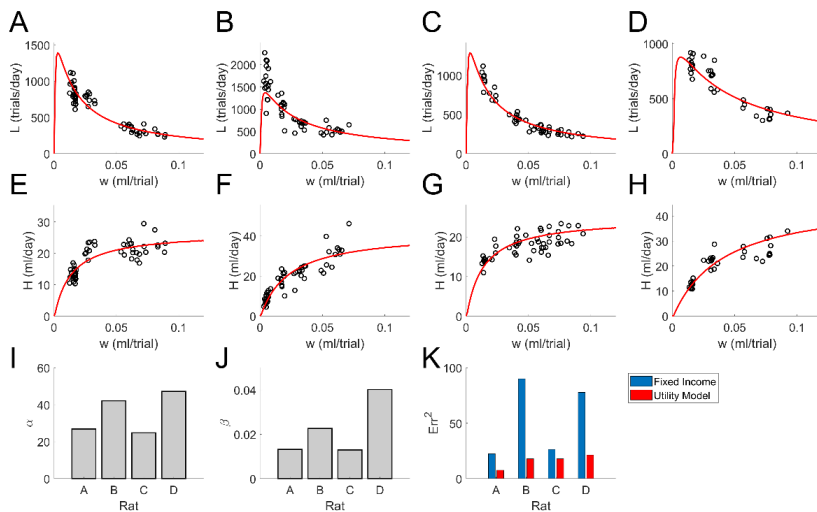 A
B
C
D
L (trials/day)
1500
1000
500
0
0
0.05
0.1
w (ml/trial)
L (trials/day)
2500
2000
1500
1000
500
0
0
0.05
0.1
w (ml/trial)
L (trials/day)
1000
500
0
0
0.05
0.1
w (ml/trial)
L (trials/day)
1000
500
0
0
0.05
0.1
w (ml/trial)
E
F
G
H
H (ml/day)
30
20
10
0
0
0.05
0.1
w (ml/trial)
H (ml/day)
60
40
20
0
0
0.05
0.1
w (ml/trial)
H (ml/day)
30
20
10
0
0
0.05
0.1
w (ml/trial)
H (ml/day)
40
30
20
10
0
0
0.05
0.1
w (ml/trial)
I
J
K
α
60
40
20
0
A B C D
Rat
β
0.04
0.02
0
A B C D
Rat
Err²
100
50
0
A B C D
Rat
Fixed Income
Utility Model